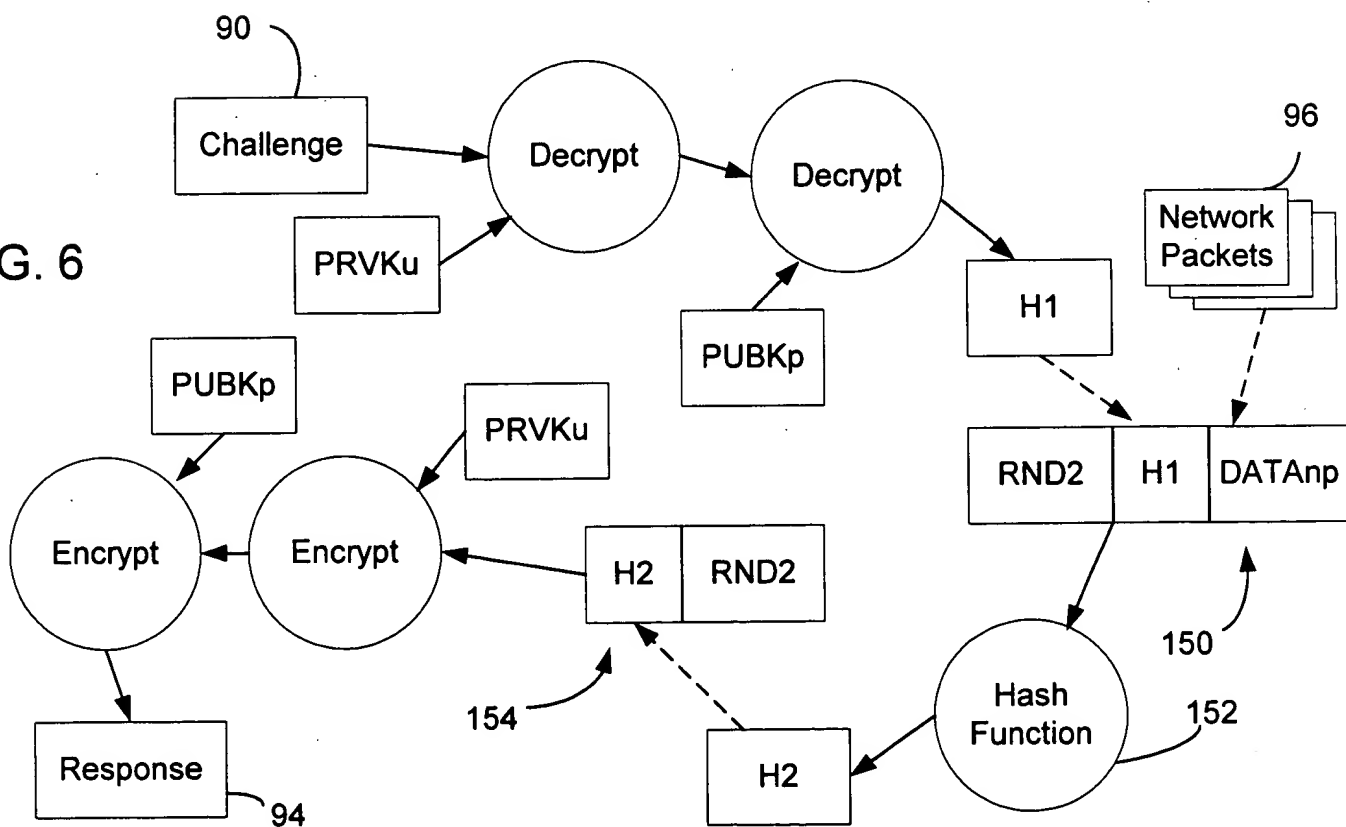 90
Challenge
Decrypt
Decrypt
96
Network
Packets
G. 6
PRVKu
PUBKp
H1
PUBKp
PRVKu
RND2 H1 DATAnp
Encrypt
Encrypt
H2 RND2
150
154
Hash
Function
152
H2
Response
94